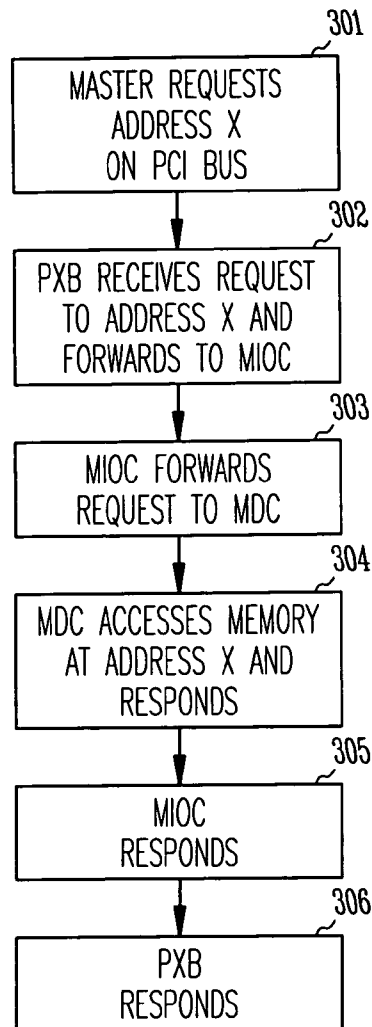 301
MASTER REQUESTS
ADDRESS X
ON PCI BUS
302
PXB RECEIVES REQUEST
TO ADDRESS X AND
FORWARDS TO MIOC
303
MIOC FORWARDS
REQUEST TO MDC
304
MDC ACCESSES MEMORY
AT ADDRESS X AND
RESPONDS
305
MIOC
RESPONDS
306
PXB
RESPONDS